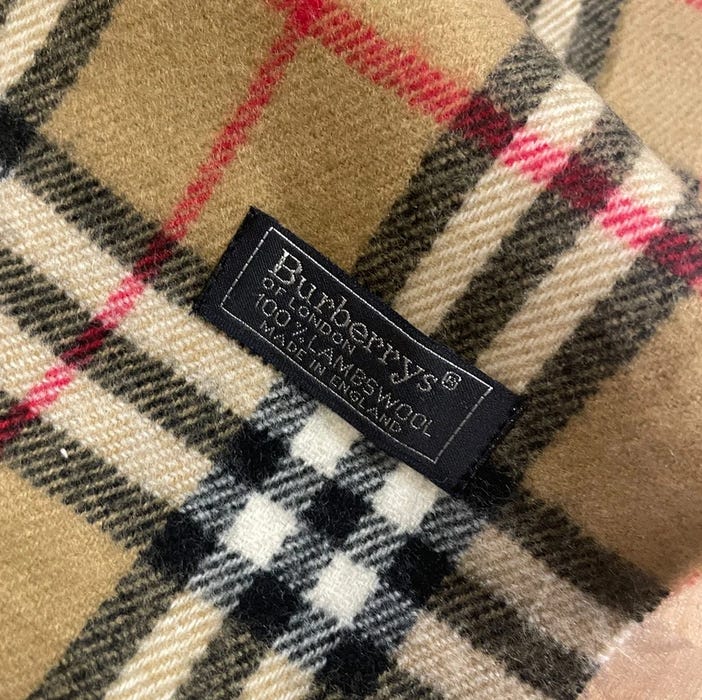 Burberrys®
OF LONDON
100% LAMBSWOOL
MADE IN ENGLAND